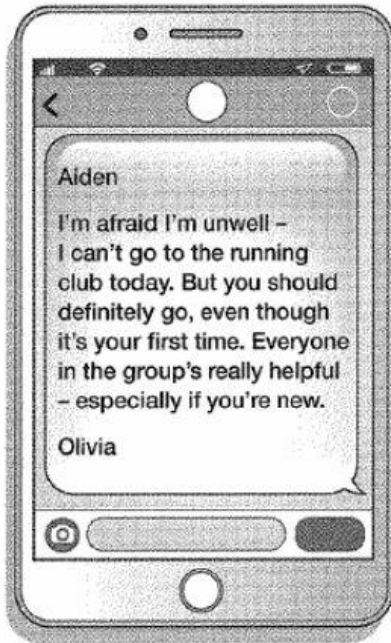 Aiden
I'm afraid I'm unwell –
I can't go to the running
club today. But you should
definitely go, even though
it's your first time. Everyone
in the group's really helpful
– especially if you're new.
Olivia